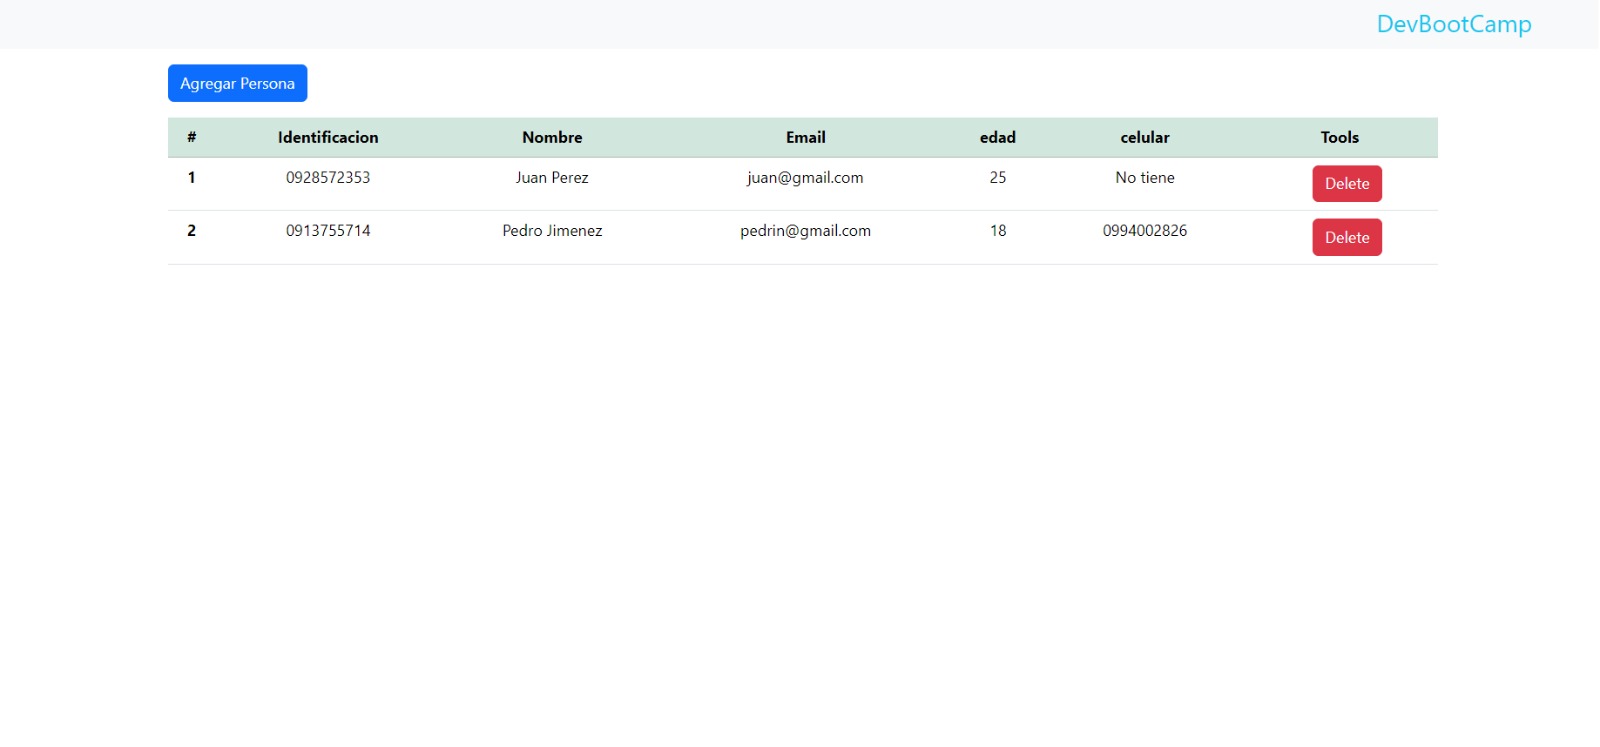 DevBootCamp
Agregar Persona
# Identificacion Nombre Email edad celular Tools
1 0928572353 Juan Perez juan@gmail.com 25 No tiene Delete
2 0913755714 Pedro Jimenez pedrin@gmail.com 18 0994002826 Delete